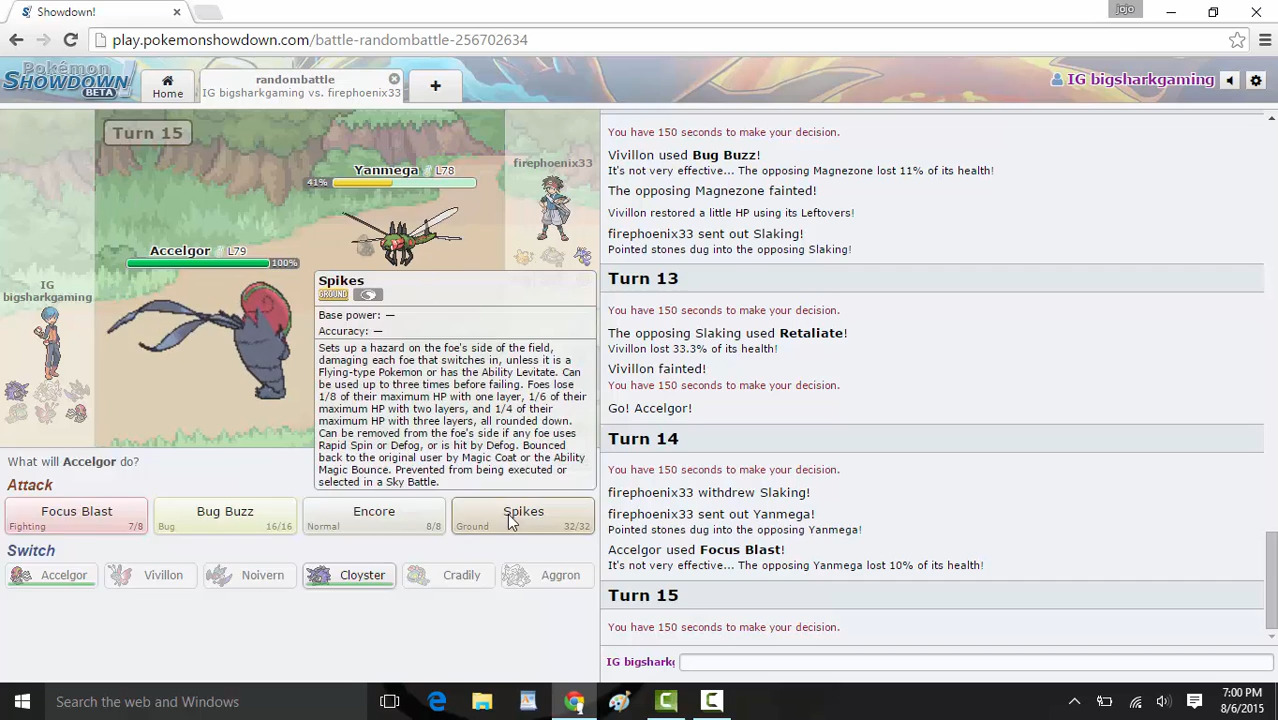 Showdown!
jojo
play.pokemonshowdown.com/battle-randombattle-256702634
Pokémon
SHOWDOWN
BETA
Home
randombattle
IG bigsharkgaming vs. firephoenix33
+
IG bigsharkgaming
Turn 15
Yanmega L78
41%
firephoenix33
Accelgor L79
100%
IG
bigsharkgaming
Spikes
GROUND
Base power: —
Accuracy: —
Sets up a hazard on the foe's side of the field,
damaging each foe that switches in, unless it is a
Flying-type Pokemon or has the Ability Levitate. Can
be used up to three times before failing. Foes lose
1/8 of their maximum HP with one layer, 1/6 of their
maximum HP with two layers, and 1/4 of their
maximum HP with three layers, all rounded down.
Can be removed from the foe's side if any foe uses
Rapid Spin or Defog, or is hit by Defog. Bounced
back to the original user by Magic Coat or the Ability
Magic Bounce. Prevented from being executed or
selected in a Sky Battle.
What will Accelgor do?
Attack
Focus Blast
Fighting 7/8
Bug Buzz
Bug 16/16
Encore
Normal 8/8
Spikes
Ground 32/32
Switch
Accelgor
Vivillon
Noivern
Cloyster
Cradily
Aggron
You have 150 seconds to make your decision.
Vivillon used Bug Buzz!
It's not very effective... The opposing Magnezone lost 11% of its health!
The opposing Magnezone fainted!
Vivillon restored a little HP using its Leftovers!
firephoenix33 sent out Slaking!
Pointed stones dug into the opposing Slaking!
Turn 13
You have 150 seconds to make your decision.
The opposing Slaking used Retaliate!
Vivillon lost 33.3% of its health!
Vivillon fainted!
You have 150 seconds to make your decision.
Go! Accelgor!
Turn 14
You have 150 seconds to make your decision.
firephoenix33 withdrew Slaking!
firephoenix33 sent out Yanmega!
Pointed stones dug into the opposing Yanmega!
Accelgor used Focus Blast!
It's not very effective... The opposing Yanmega lost 10% of its health!
Turn 15
You have 150 seconds to make your decision.
IG bigshark
Search the web and Windows
7:00 PM
8/6/2015